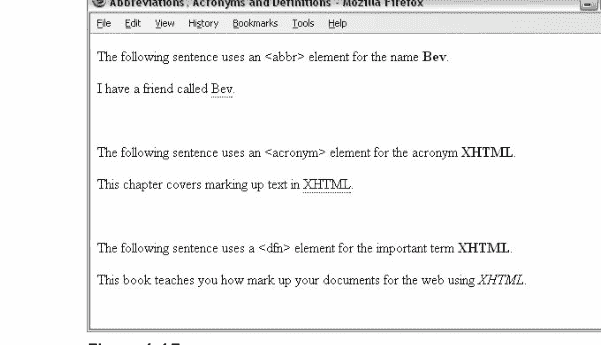 Abbreviations, Acronyms and Definitions - Mozilla Firefox
File Edit View History Bookmarks Tools Help
The following sentence uses an <abbr> element for the name Bev.
I have a friend called Bev.
The following sentence uses an <acronym> element for the acronym XHTML.
This chapter covers marking up text in XHTML.
The following sentence uses a <dfn> element for the important term XHTML.
This book teaches you how mark up your documents for the web using XHTML.